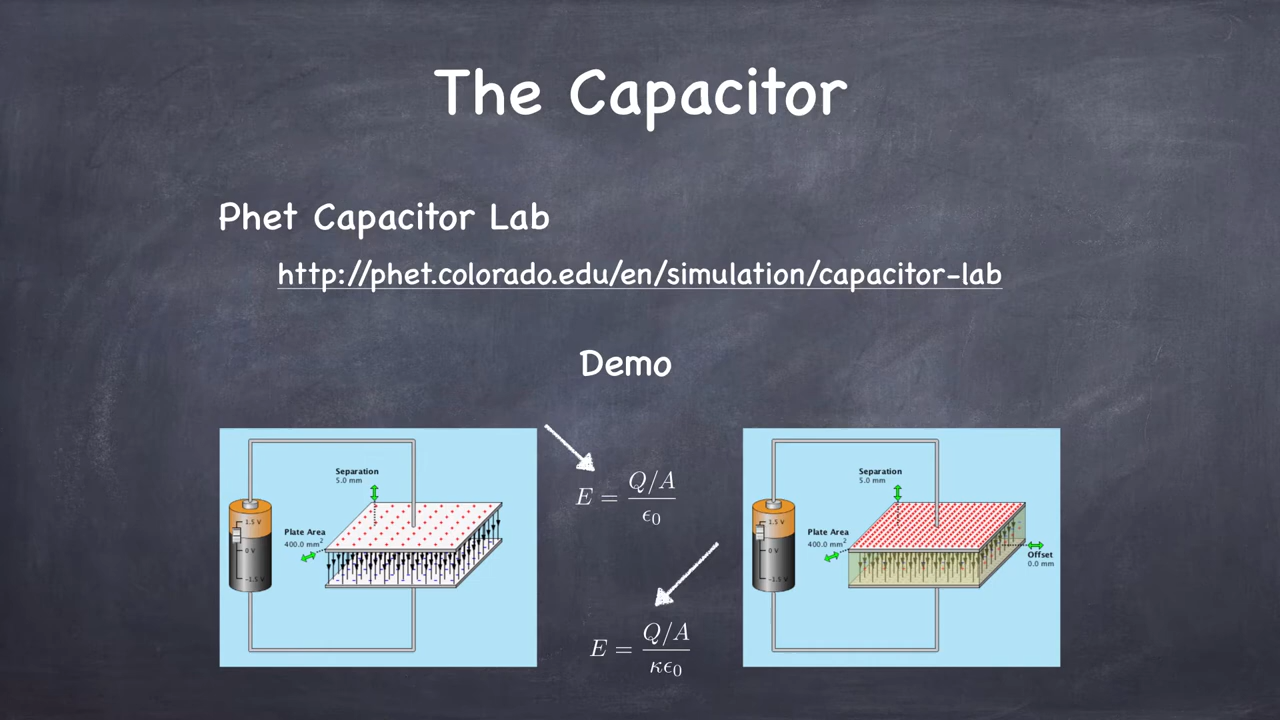 The Capacitor
Phet Capacitor Lab
http://phet.colorado.edu/en/simulation/capacitor-lab
Demo
Separation
5.0 mm
Plate Area
400.0 mm²
1.5 V
0 V
-1.5 V
E = Q/A / ϵ₀
E = Q/A / κϵ₀
Separation
5.0 mm
Plate Area
400.0 mm²
1.5 V
0 V
-1.5 V
Offset
0.0 mm